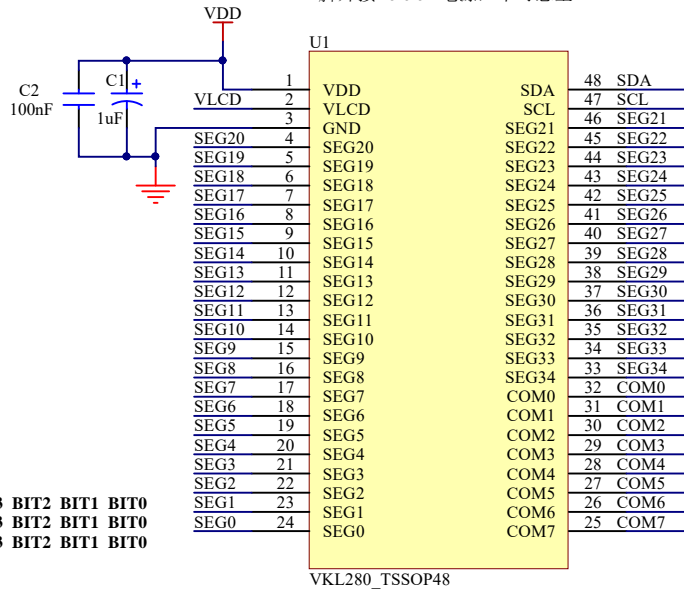 VDD
U1
C2
100nF
C1
+
1uF
1 VDD SDA 48 SDA
VLCD 2 VLCD SCL 47 SCL
3 GND SEG21 46 SEG21
SEG20 4 SEG20 SEG22 45 SEG22
SEG19 5 SEG19 SEG23 44 SEG23
SEG18 6 SEG18 SEG24 43 SEG24
SEG17 7 SEG17 SEG25 42 SEG25
SEG16 8 SEG16 SEG26 41 SEG26
SEG15 9 SEG15 SEG27 40 SEG27
SEG14 10 SEG14 SEG28 39 SEG28
SEG13 11 SEG13 SEG29 38 SEG29
SEG12 12 SEG12 SEG30 37 SEG30
SEG11 13 SEG11 SEG31 36 SEG31
SEG10 14 SEG10 SEG32 35 SEG32
SEG9 15 SEG9 SEG33 34 SEG33
SEG8 16 SEG8 SEG34 33 SEG34
SEG7 17 SEG7 COM0 32 COM0
SEG6 18 SEG6 COM1 31 COM1
SEG5 19 SEG5 COM2 30 COM2
SEG4 20 SEG4 COM3 29 COM3
SEG3 21 SEG3 COM4 28 COM4
SEG2 22 SEG2 COM5 27 COM5
SEG1 23 SEG1 COM6 26 COM6
SEG0 24 SEG0 COM7 25 COM7
BIT2 BIT1 BIT0
BIT2 BIT1 BIT0
BIT2 BIT1 BIT0
VKL280_TSSOP48